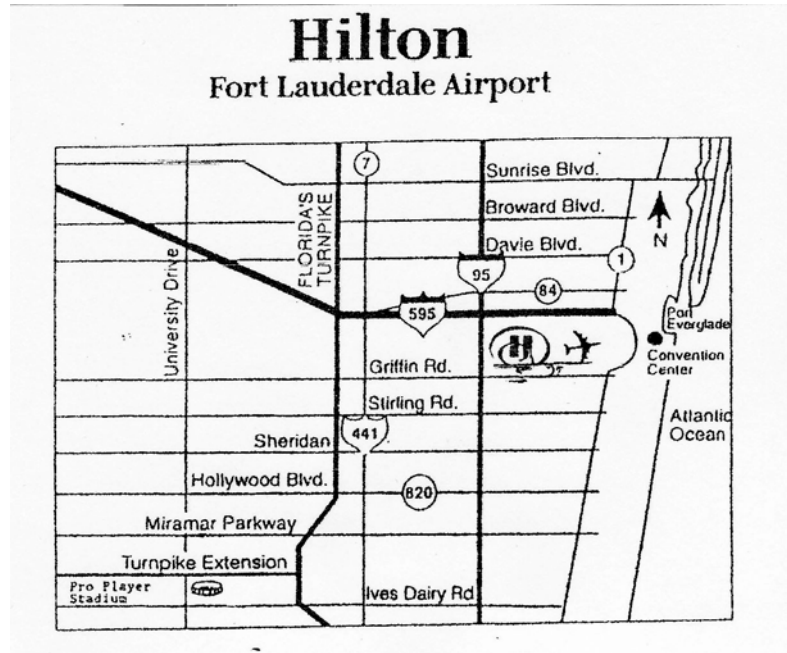 Hilton
Fort Lauderdale Airport
7
Sunrise Blvd.
FLORIDA'S
TURNPIKE
Broward Blvd.
N
Davie Blvd.
1
University Drive
95
84
595
Port
Everglade
H
Convention
Center
Griffin Rd.
Stirling Rd.
Atlantic
Ocean
441
Sheridan
Hollywood Blvd.
820
Miramar Parkway
Turnpike Extension
Pro Player
Stadium
Ives Dairy Rd